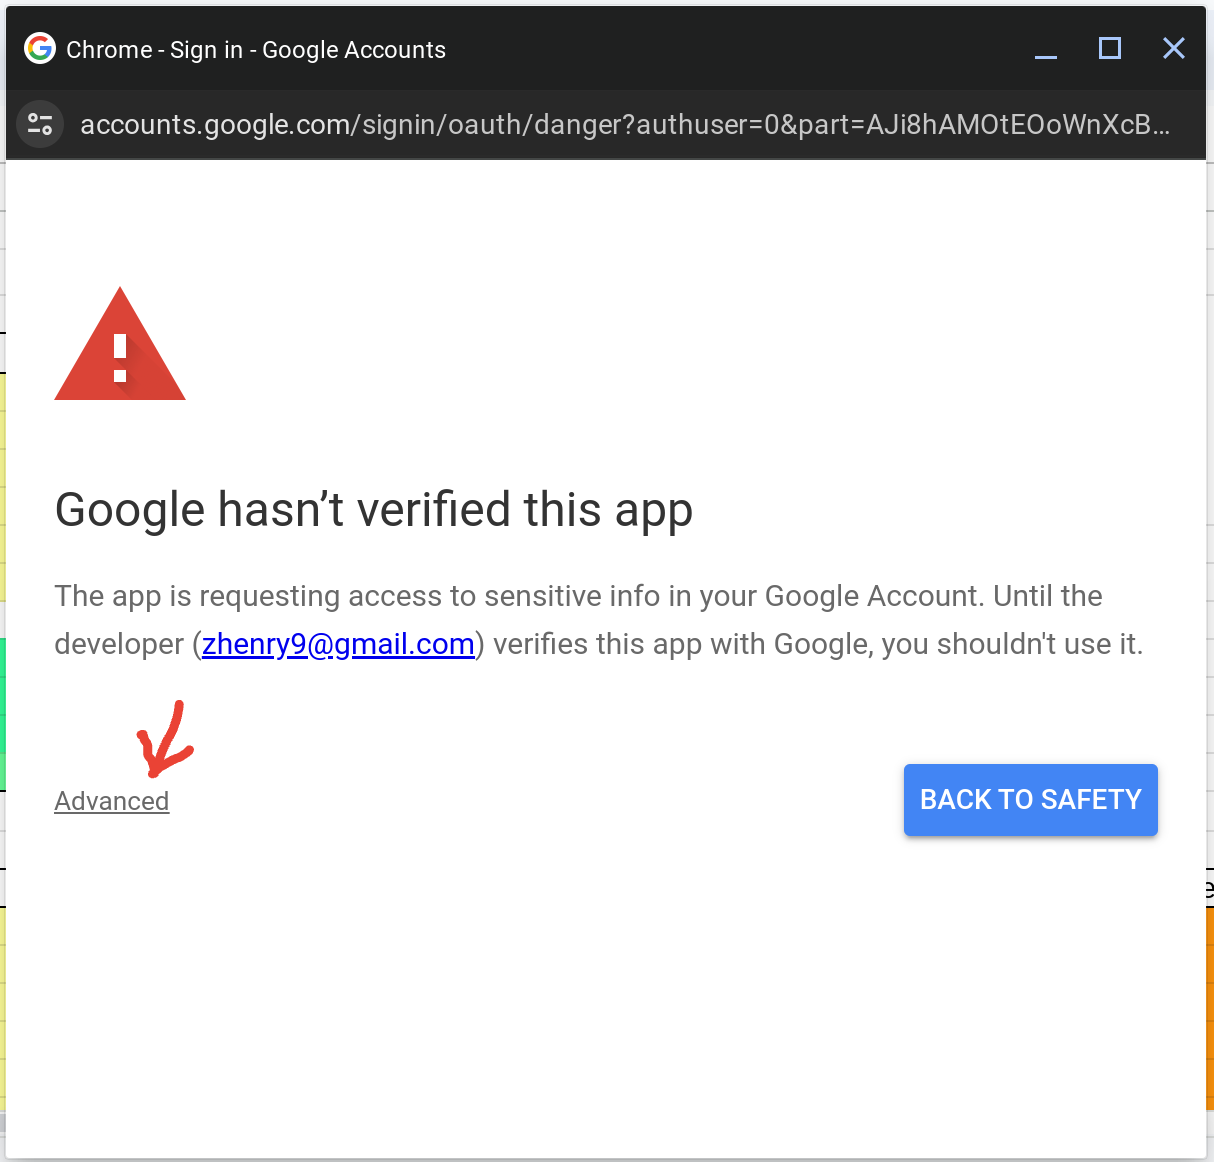 Chrome - Sign in - Google Accounts
accounts.google.com/signin/oauth/danger?authuser=0&part=AJi8hAMOtEOoWnXcB...
Google hasn’t verified this app
The app is requesting access to sensitive info in your Google Account. Until the
developer (zhenry9@gmail.com) verifies this app with Google, you shouldn't use it.
Advanced
BACK TO SAFETY